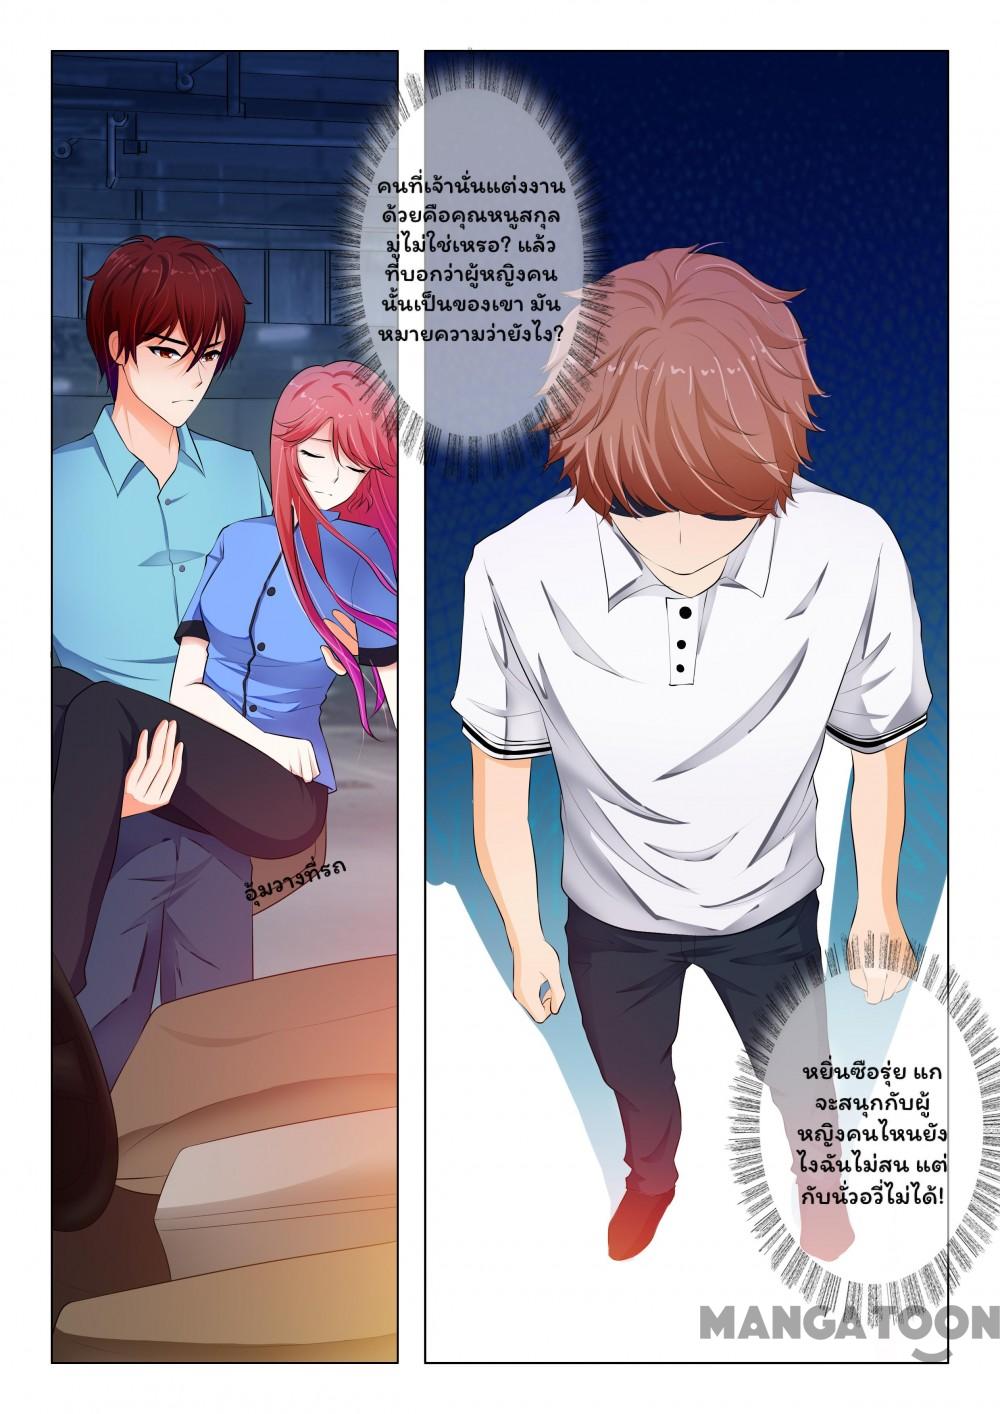 คนที่เจ้านั่นแต่งงาน
ด้วยคือคุณหนูสกุล
มู่ไม่ใช่เหรอ? แล้ว
ที่บอกว่าผู้หญิงคน
นั้นเป็นของเขา มัน
หมายความว่ายังไง?
อุ้มวางที่รถ
หยิ่นซือรุ่ย แก
จะสนุกกับผู้
หญิงคนไหนยัง
ไงฉันไม่สน แต่
กับนั่วอวี่ไม่ได้!
MANGATOON